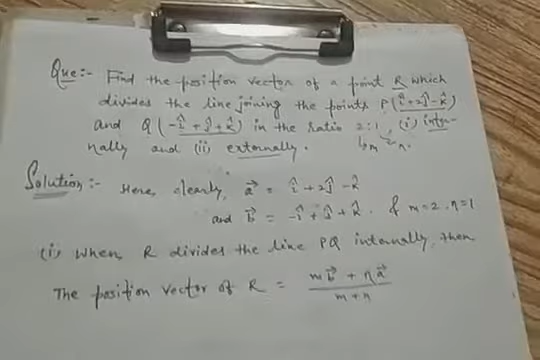 Que:- Find the position vector of a point R which
divides the line joining the points P(î+2ĵ-k̂)
and Q(-î+ĵ+k̂) in the ratio 2:1, (i) inter-
nally and (ii) externally. m n.
Solution:- Here, clearly, a⃗ = î+2ĵ-k̂
and b⃗ = -î+ĵ+k̂. & m=2, n=1
(i) When, R divides the line PQ internally, then
The position vector of R = (m b⃗ + n a⃗)/(m+n)